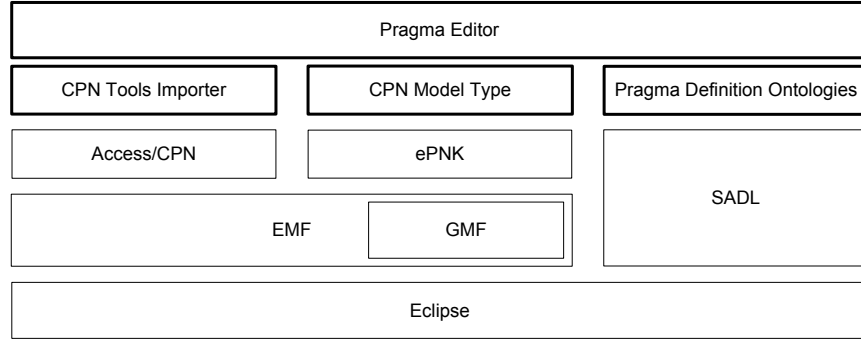 Pragma Editor
CPN Tools Importer
CPN Model Type
Pragma Definition Ontologies
Access/CPN
ePNK
SADL
EMF
GMF
Eclipse